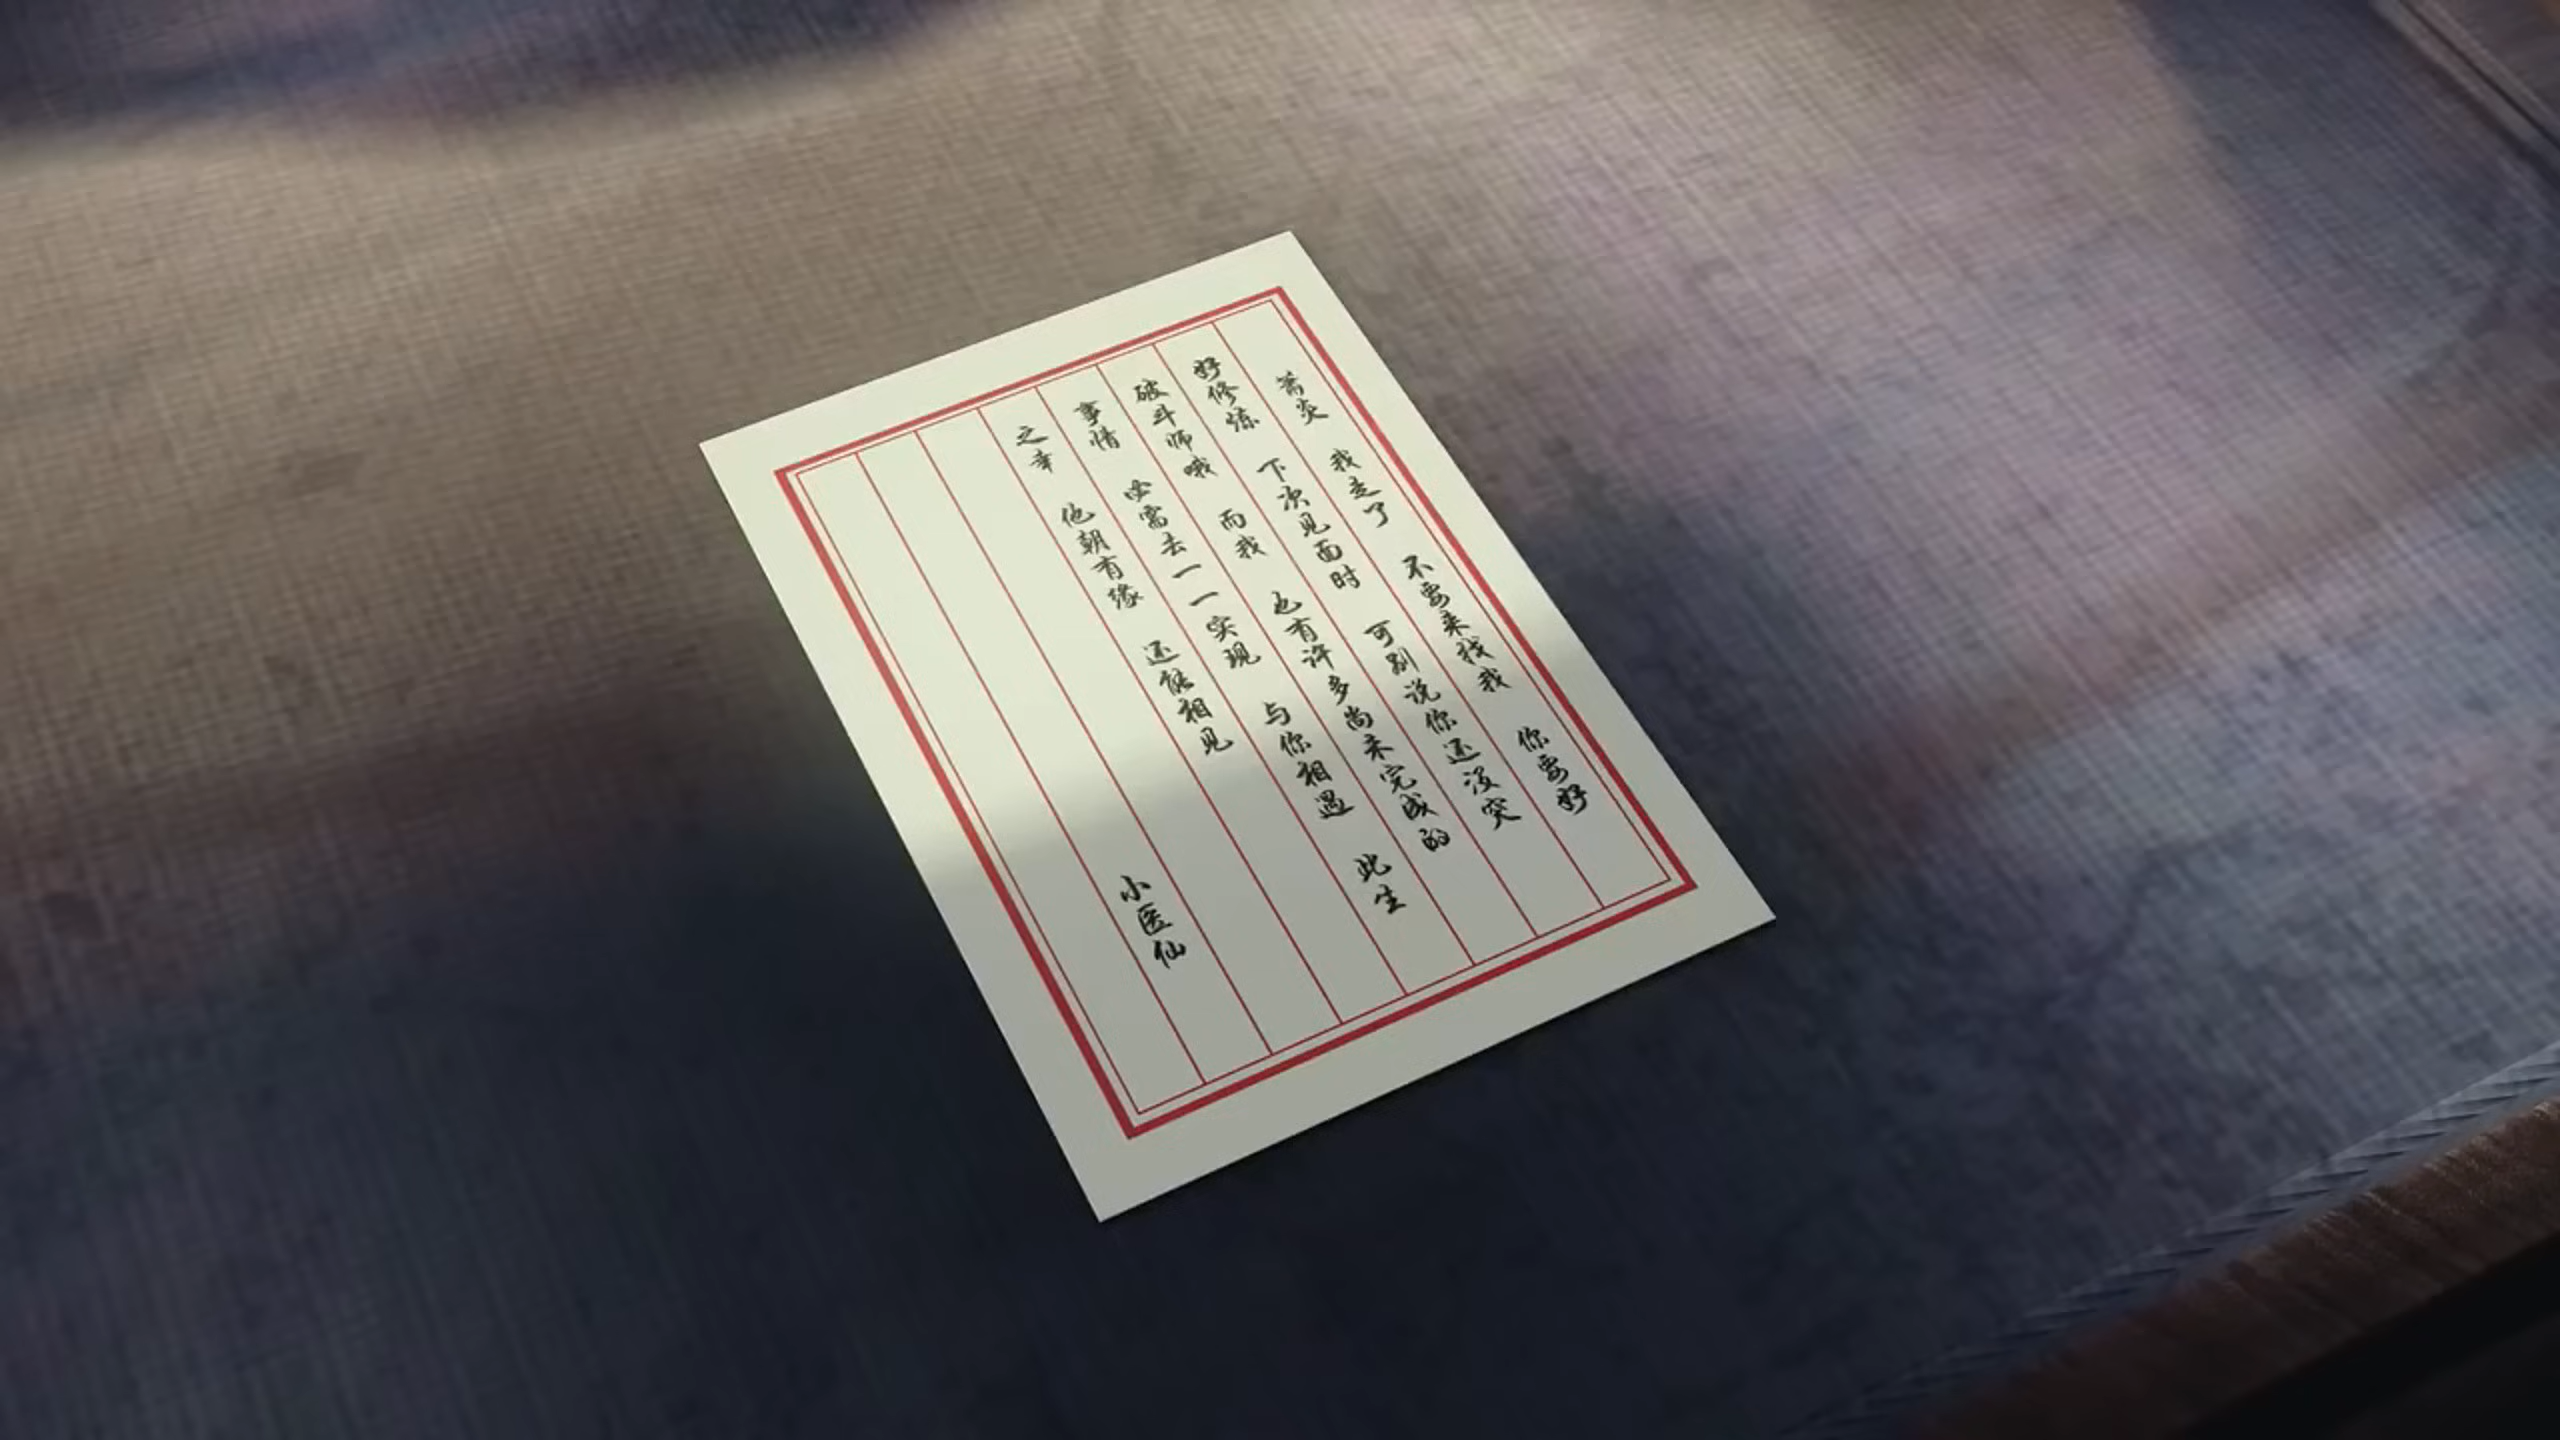 萧炎 我走了 不要来找我 你要好
好修炼 下次见面时 可别说你还没突
破斗师哦 而我 也有许多尚未完成的
事情 必需去一一实现 与你相遇 此生
之幸 他朝有缘 还能相见
小医仙